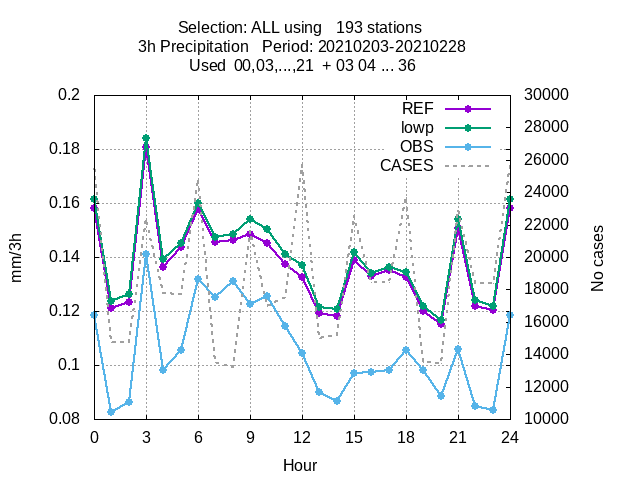 Selection: ALL using   193 stations
3h Precipitation   Period: 20210203-20210228
Used  00,03,...,21  + 03 04 ... 36
REF
lowp
OBS
CASES
0.2
0.18
0.16
0.14
0.12
0.1
0.08
30000
28000
26000
24000
22000
20000
18000
16000
14000
12000
10000
mm/3h
No cases
0 3 6 9 12 15 18 21 24
Hour